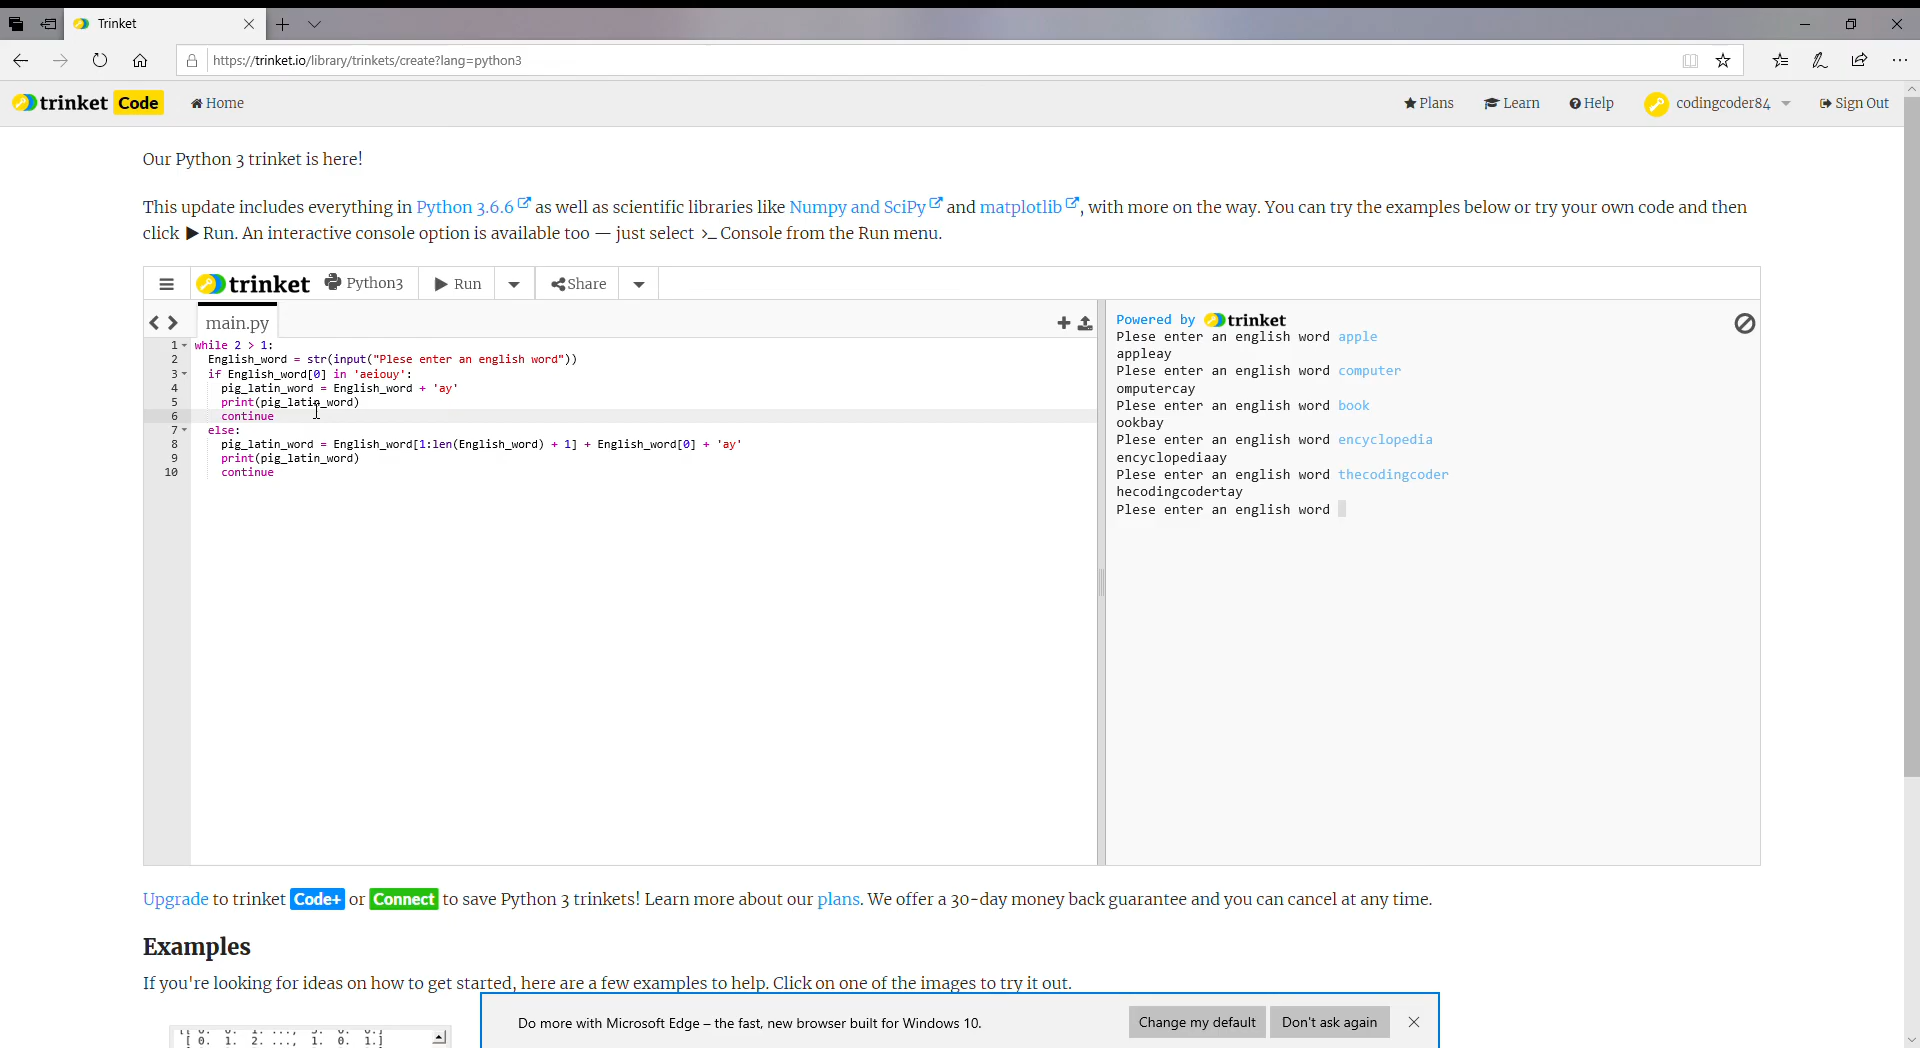 Trinket
https://trinket.io/library/trinkets/create?lang=python3
trinket Code Home Plans Learn Help codingcoder84 Sign Out
Our Python 3 trinket is here!
This update includes everything in Python 3.6.6 as well as scientific libraries like Numpy and SciPy and matplotlib, with more on the way. You can try the examples below or try your own code and then
click ▶ Run. An interactive console option is available too — just select >_ Console from the Run menu.
trinket Python3 Run Share
main.py
1 while 2 > 1:
2 English_word = str(input("Plese enter an english word"))
3 if English_word[0] in 'aeiouy':
4 pig_latin_word = English_word + 'ay'
5 print(pig_latin_word)
6 continue
7 else:
8 pig_latin_word = English_word[1:len(English_word) + 1] + English_word[0] + 'ay'
9 print(pig_latin_word)
10 continue
Powered by trinket
Plese enter an english word apple
appleay
Plese enter an english word computer
omputercay
Plese enter an english word book
ookbay
Plese enter an english word encyclopedia
encyclopediaay
Plese enter an english word thecodingcoder
hecodingcodertay
Plese enter an english word
Upgrade to trinket Code+ or Connect to save Python 3 trinkets! Learn more about our plans. We offer a 30-day money back guarantee and you can cancel at any time.
Examples
If you're looking for ideas on how to get started, here are a few examples to help. Click on one of the images to try it out.
[ 0. 1. 2. ..., 1. 0. 1.]
Do more with Microsoft Edge – the fast, new browser built for Windows 10. Change my default Don't ask again